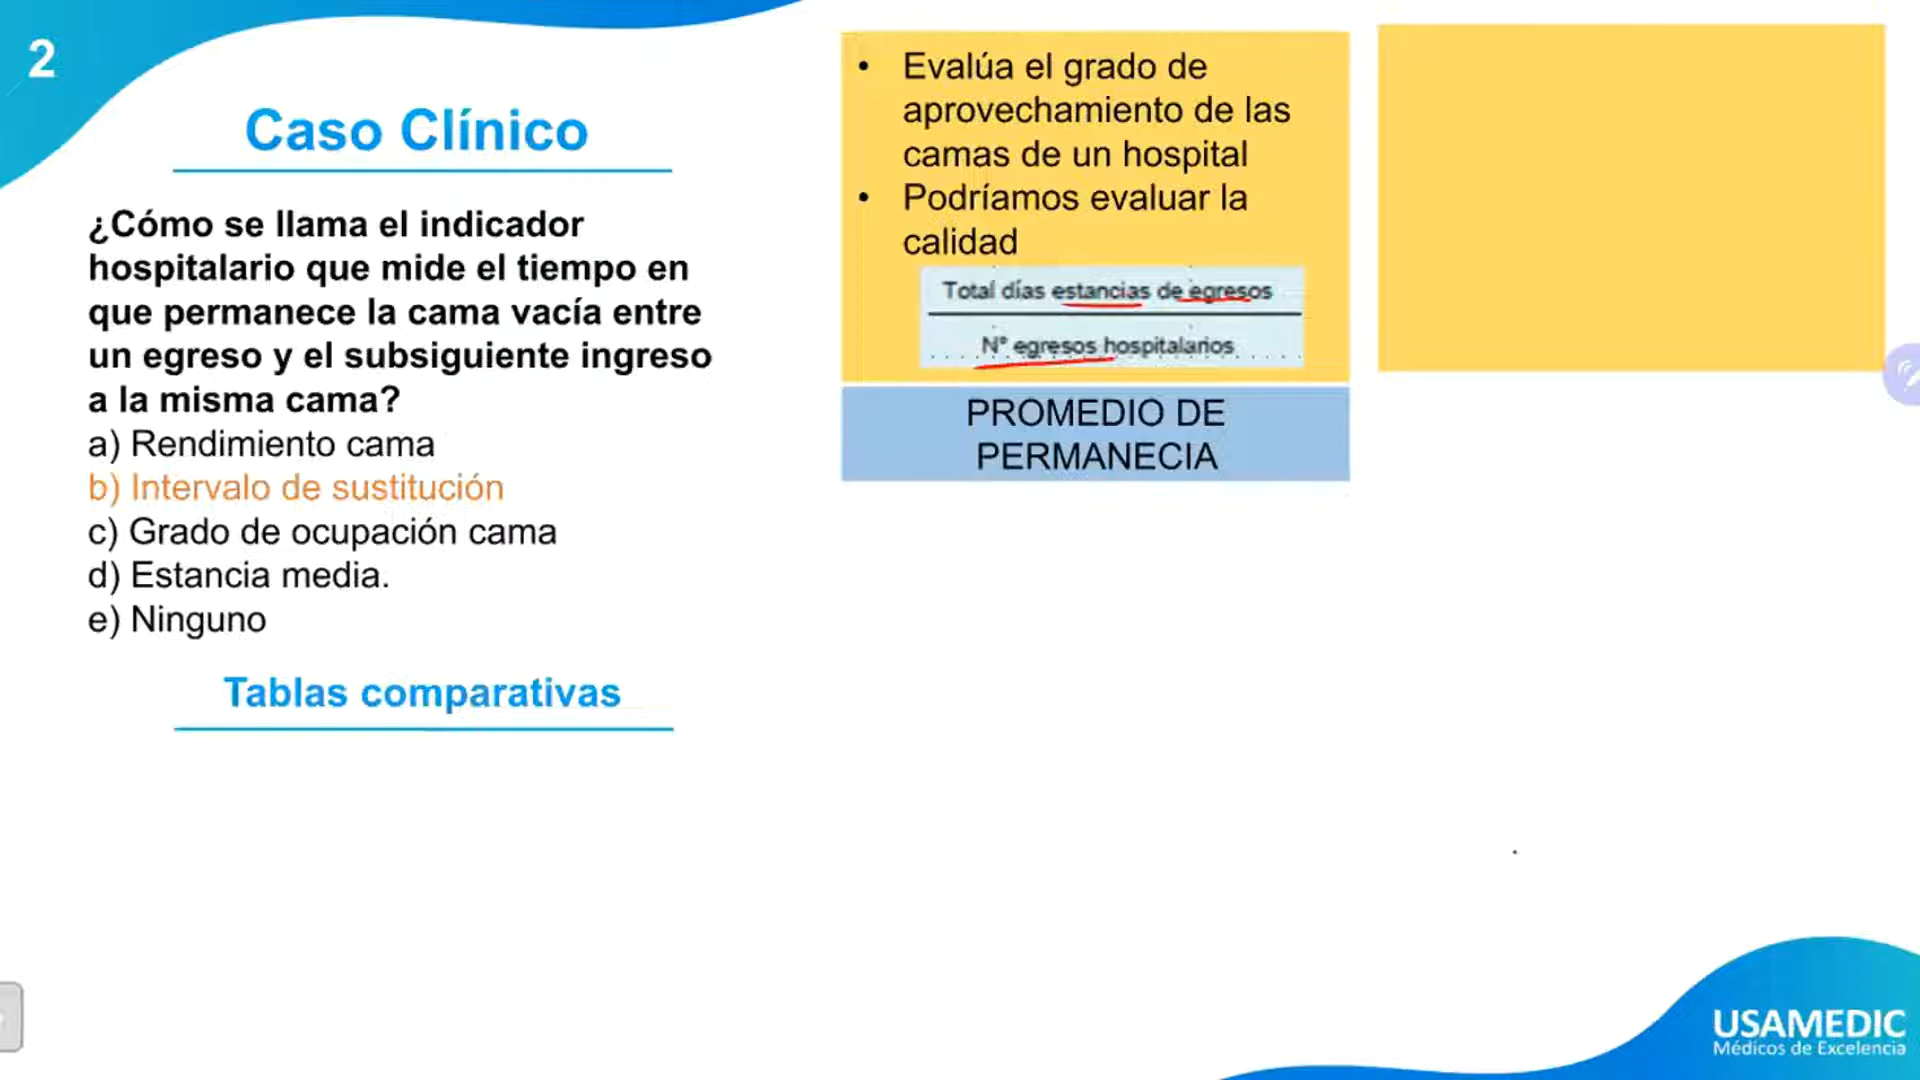 2
Caso Clínico
¿Cómo se llama el indicador
hospitalario que mide el tiempo en
que permanece la cama vacía entre
un egreso y el subsiguiente ingreso
a la misma cama?
a) Rendimiento cama
b) Intervalo de sustitución
c) Grado de ocupación cama
d) Estancia media.
e) Ninguno
Tablas comparativas
• Evalúa el grado de
aprovechamiento de las
camas de un hospital
• Podríamos evaluar la
calidad
Total días estancias de egresos
N° egresos hospitalarios
PROMEDIO DE
PERMANECIA
USAMEDIC
Médicos de Excelencia